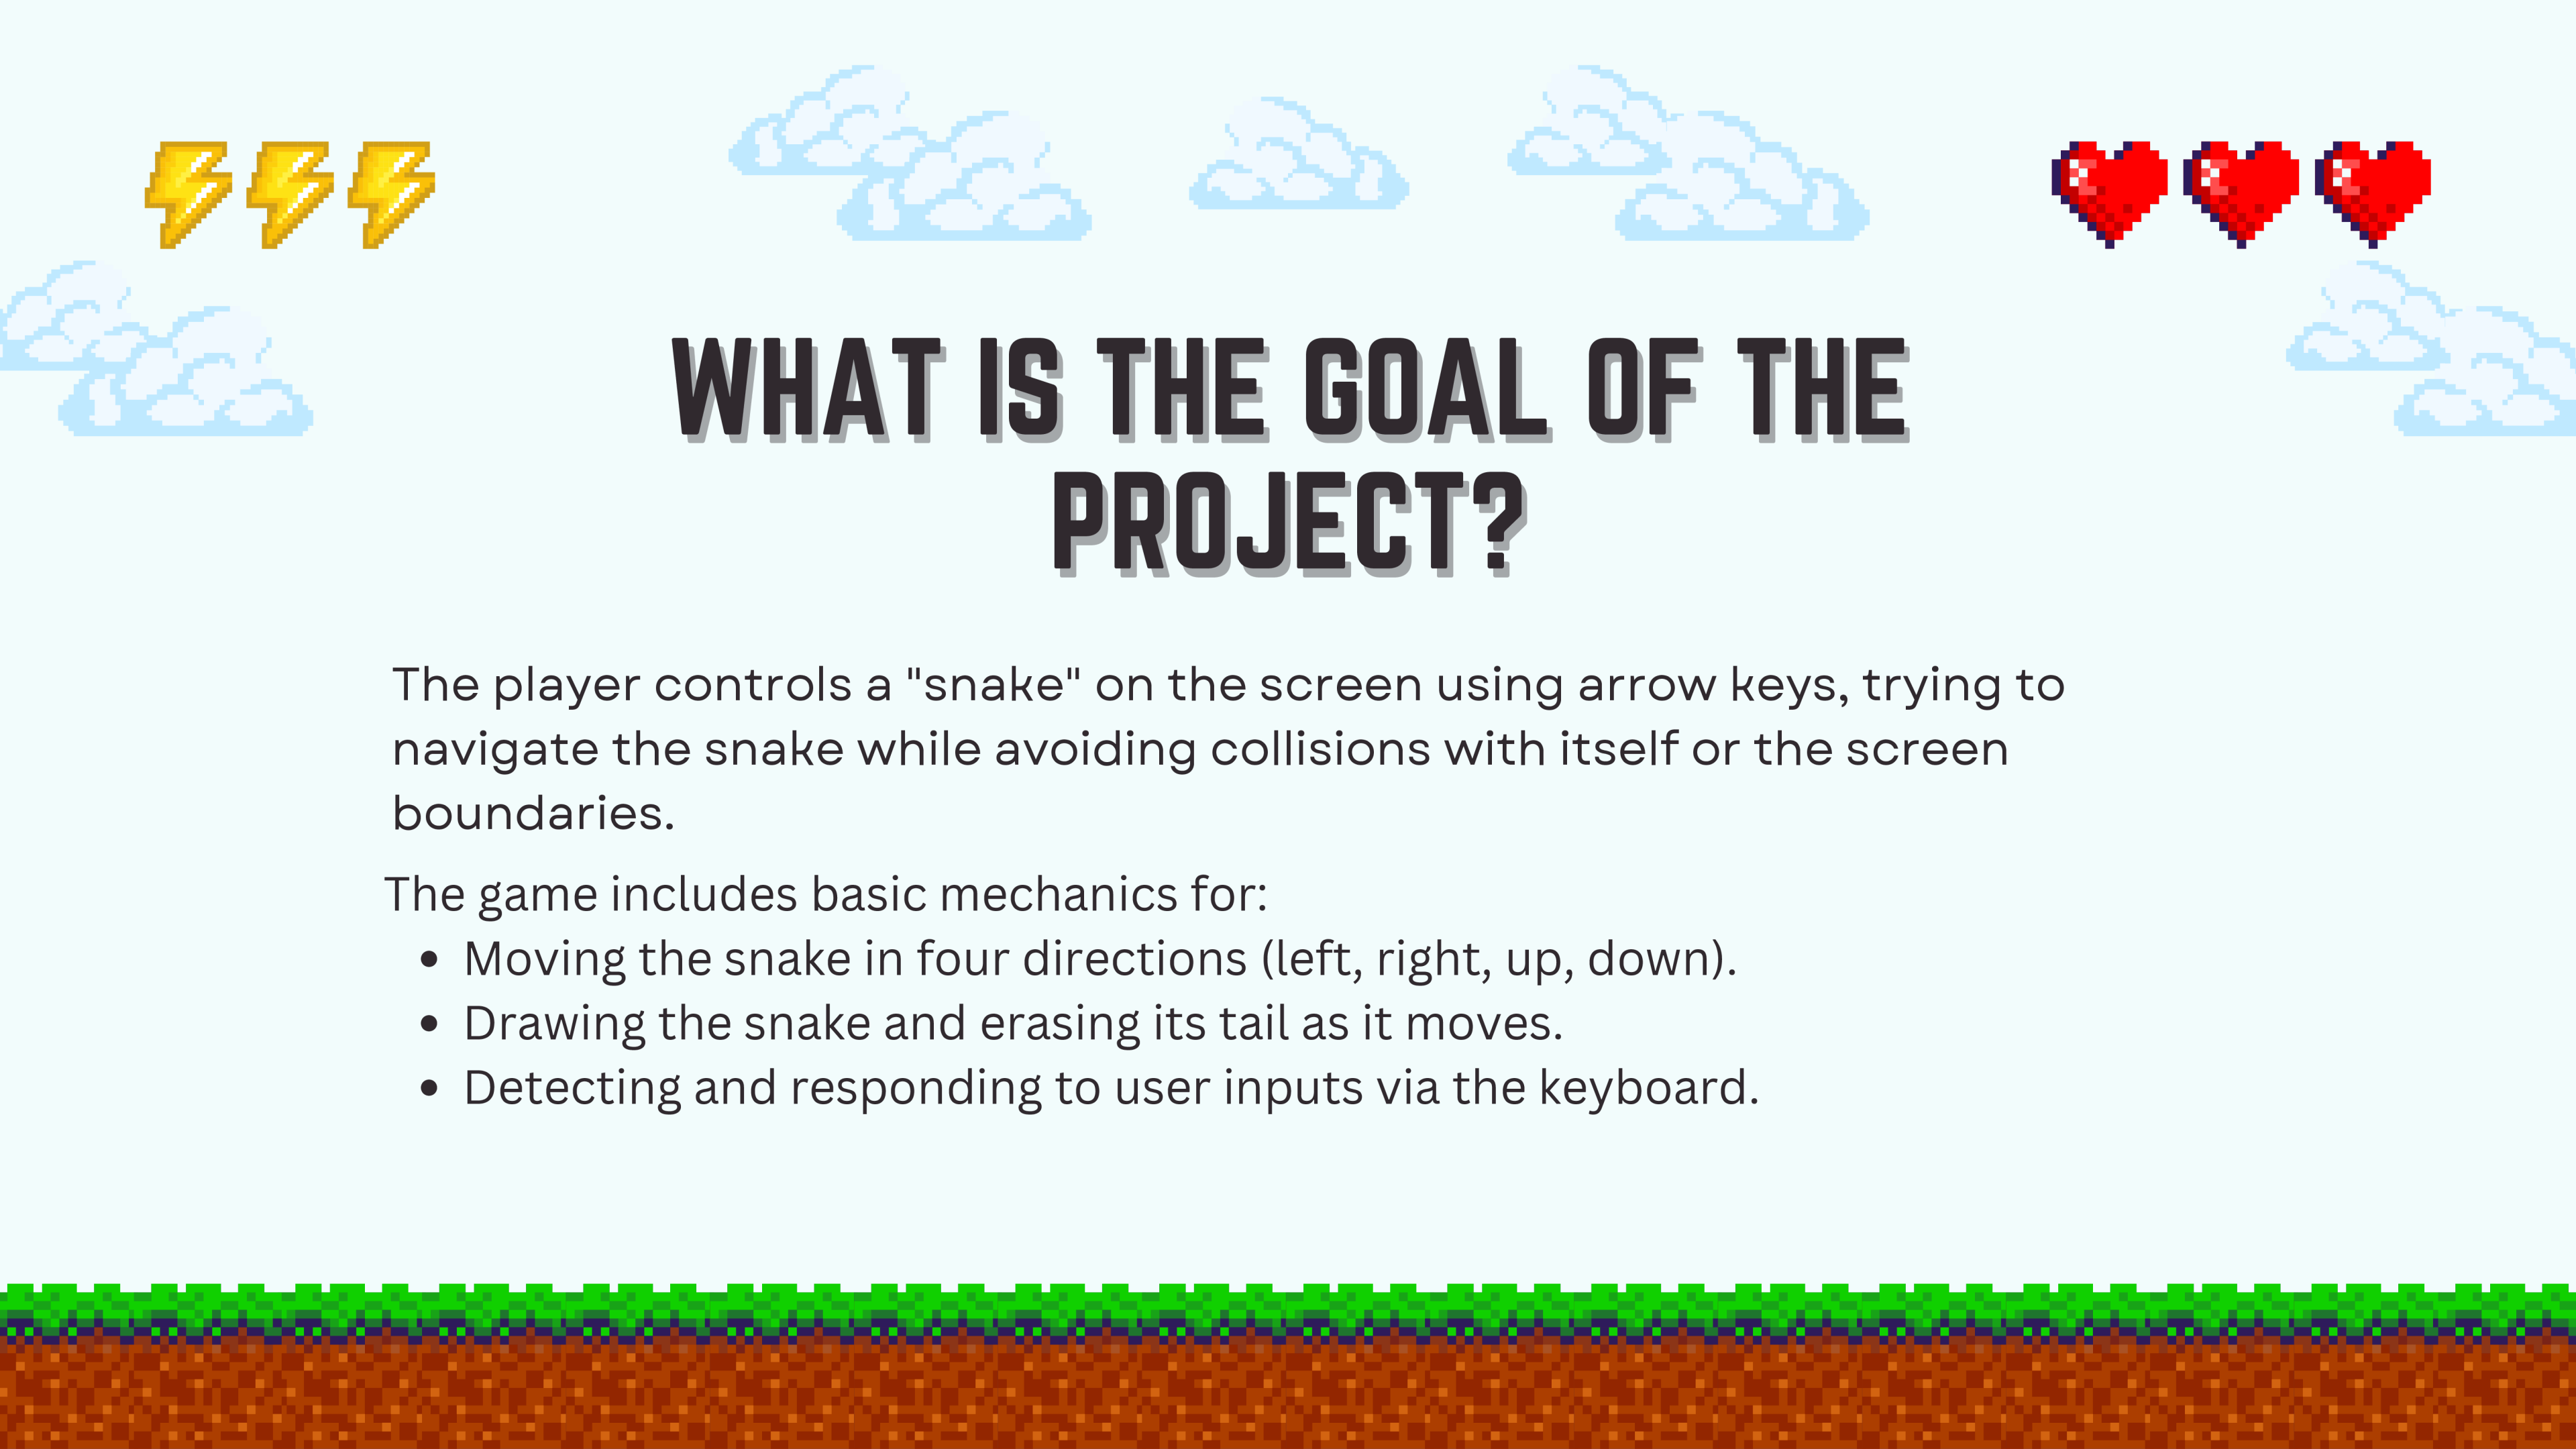 WHAT IS THE GOAL OF THE
PROJECT?
The player controls a "snake" on the screen using arrow keys, trying to
navigate the snake while avoiding collisions with itself or the screen
boundaries.
The game includes basic mechanics for:
• Moving the snake in four directions (left, right, up, down).
• Drawing the snake and erasing its tail as it moves.
• Detecting and responding to user inputs via the keyboard.